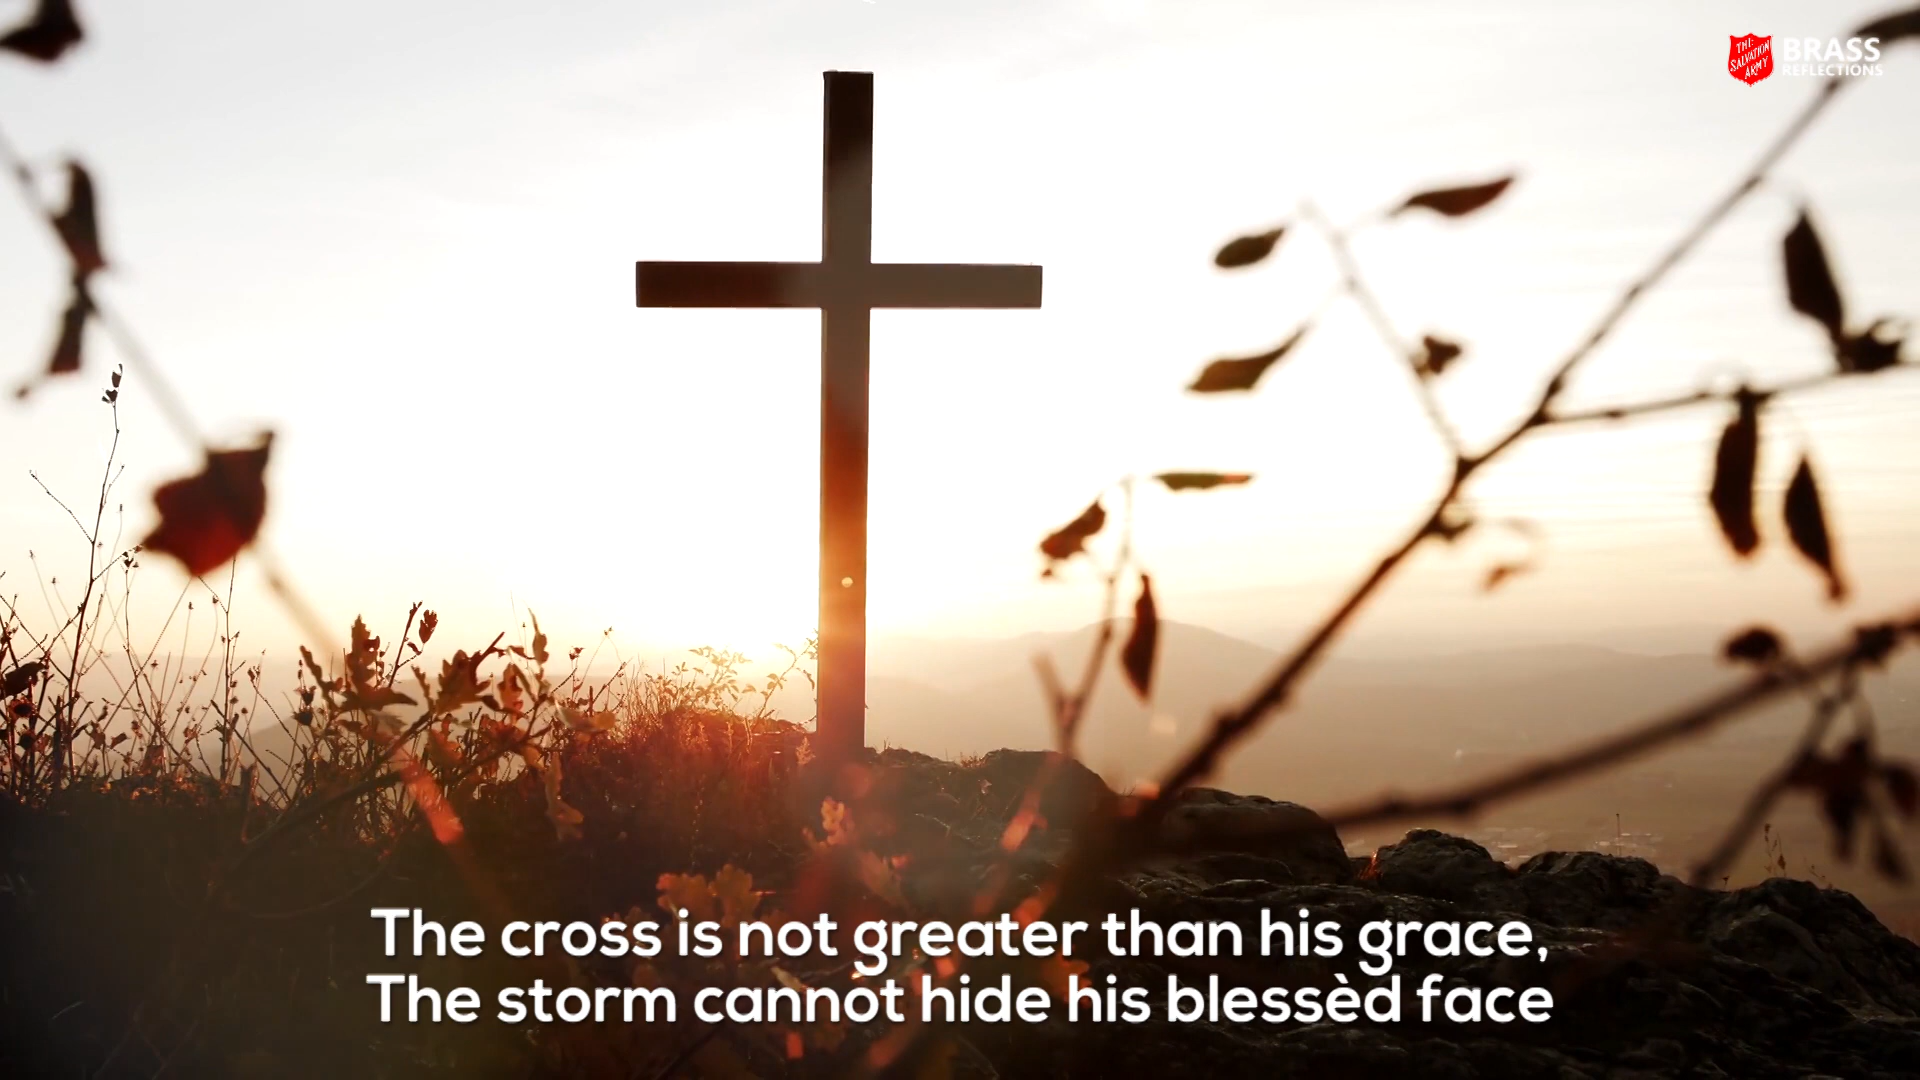 THE
SALVATION
ARMY
BRASS
REFLECTIONS
The cross is not greater than his grace,
The storm cannot hide his blessèd face